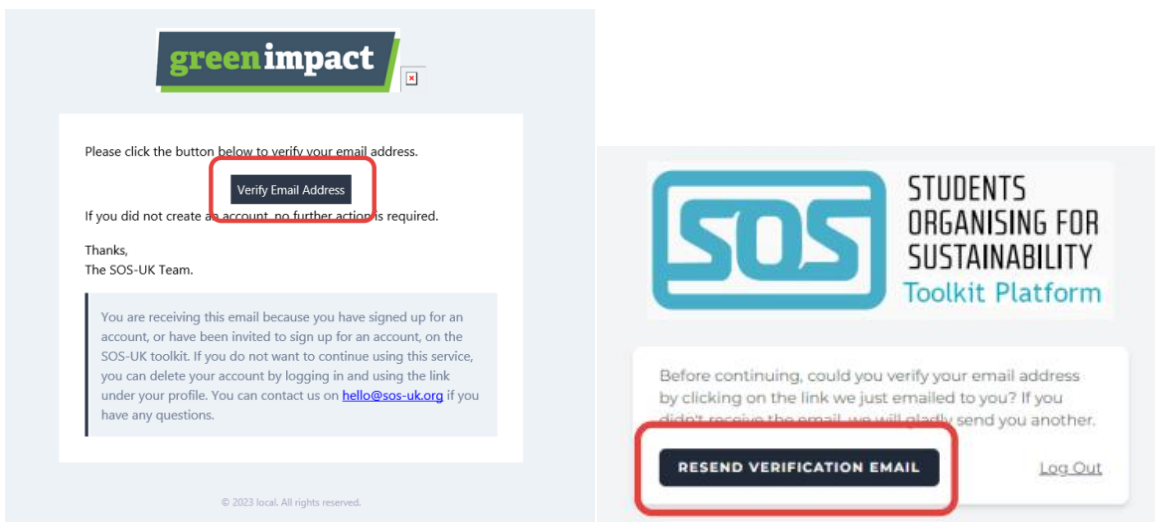 greenimpact
Please click the button below to verify your email address.
Verify Email Address
If you did not create an account, no further action is required.
Thanks,
The SOS-UK Team.
You are receiving this email because you have signed up for an
account, or have been invited to sign up for an account, on the
SOS-UK toolkit. If you do not want to continue using this service,
you can delete your account by logging in and using the link
under your profile. You can contact us on hello@sos-uk.org if you
have any questions.
© 2023 local. All rights reserved.
SOS
STUDENTS
ORGANISING FOR
SUSTAINABILITY
Toolkit Platform
Before continuing, could you verify your email address
by clicking on the link we just emailed to you? If you
didn't receive the email, we will gladly send you another.
RESEND VERIFICATION EMAIL
Log Out